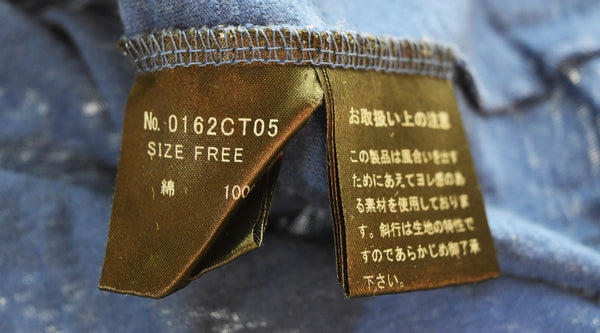 No. 0162CT05
SIZE FREE
綿 100
お取扱い上の注意
この製品は風合いを出す
ためにあえてヨレ感のあ
る素材を使用しておりま
す。斜行は生地の特性で
すのであらかじめ御了承
下さい。